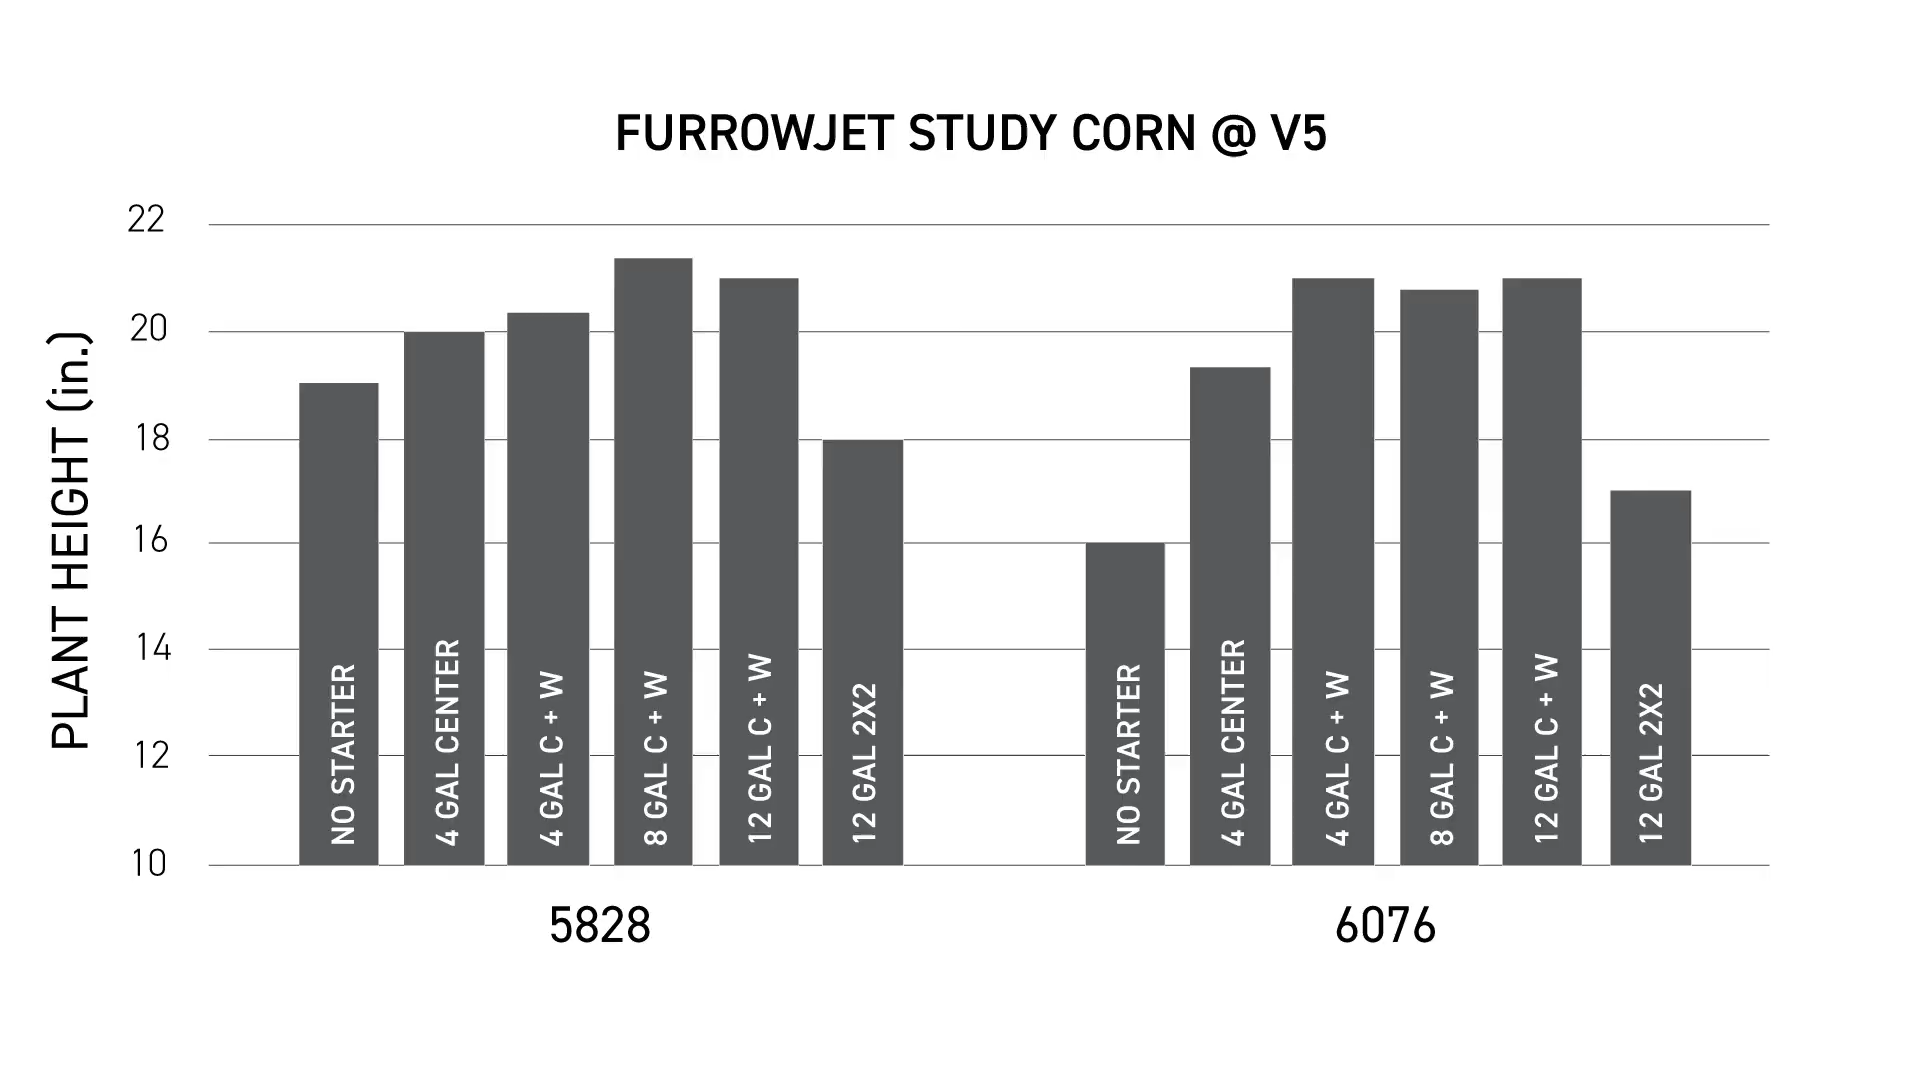 FURROWJET STUDY CORN @ V5
PLANT HEIGHT (in.)
22
20
18
16
14
12
10
NO STARTER
4 GAL CENTER
4 GAL C + W
8 GAL C + W
12 GAL C + W
12 GAL 2X2
NO STARTER
4 GAL CENTER
4 GAL C + W
8 GAL C + W
12 GAL C + W
12 GAL 2X2
5828
6076